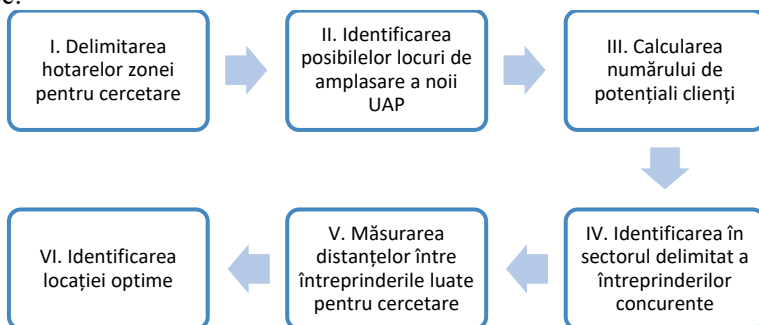 I. Delimitarea
hotarelor zonei
pentru cercetare
II. Identificarea
posibilelor locuri de
amplasare a noii
UAP
III. Calcularea
numărului de
potențiali clienți
IV. Identificarea în
sectorul delimitat a
întreprinderilor
concurente
V. Măsurarea
distanțelor între
întreprinderile luate
pentru cercetare
VI. Identificarea
locației optime